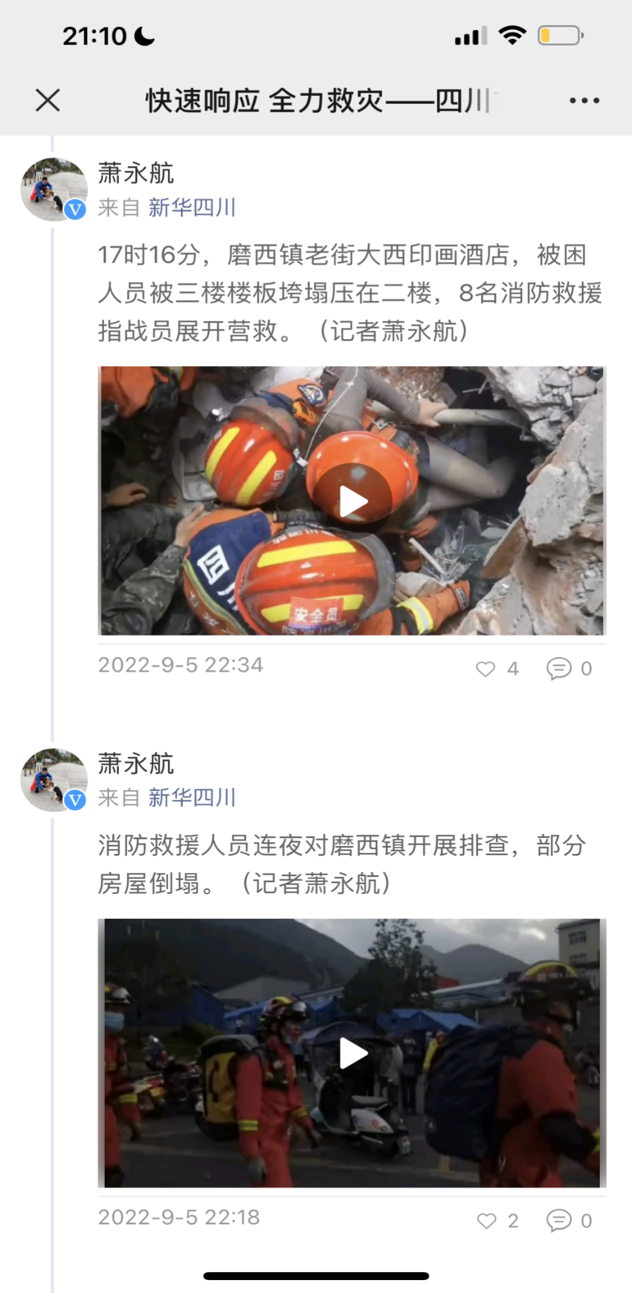 21:10
快速响应 全力救灾——四川
萧永航
来自 新华四川
17时16分，磨西镇老街大西印画酒店，被困
人员被三楼楼板垮塌压在二楼，8名消防救援
指战员展开营救。（记者萧永航）
四川
安全员
2022-9-5 22:34
4
0
萧永航
来自 新华四川
消防救援人员连夜对磨西镇开展排查，部分
房屋倒塌。（记者萧永航）
2022-9-5 22:18
2
0